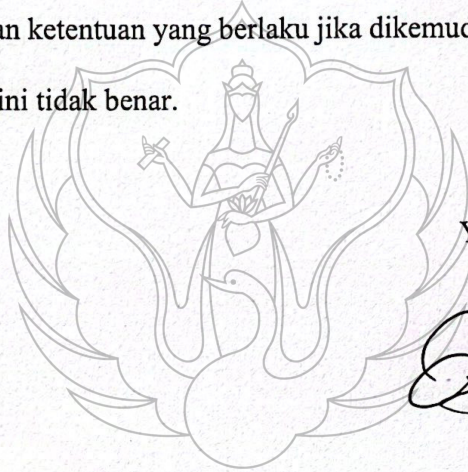 an ketentuan yang berlaku jika dikemud
ini tidak benar.
Y